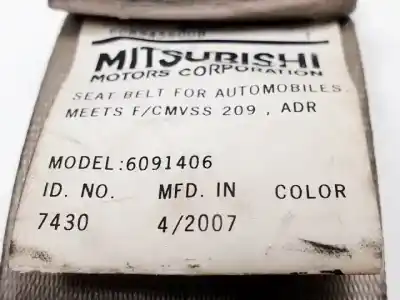 MITSUBISHI
MOTORS CORPORATION
SEAT BELT FOR AUTOMOBILES
MEETS F/CMVSS 209 , ADR
MODEL:6091406
ID. NO. MFD. IN COLOR
7430 4/2007